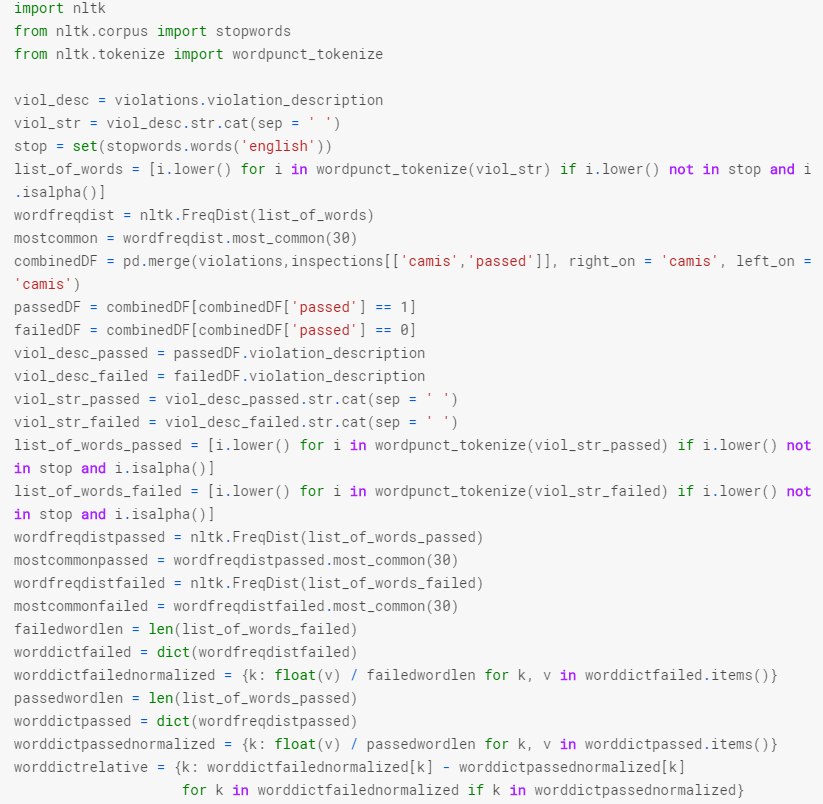 import nltk
from nltk.corpus import stopwords
from nltk.tokenize import wordpunct_tokenize

viol_desc = violations.violation_description
viol_str = viol_desc.str.cat(sep = ' ')
stop = set(stopwords.words('english'))
list_of_words = [i.lower() for i in wordpunct_tokenize(viol_str) if i.lower() not in stop and i
.isalpha()]
wordfreqdist = nltk.FreqDist(list_of_words)
mostcommon = wordfreqdist.most_common(30)
combinedDF = pd.merge(violations,inspections[['camis','passed']], right_on = 'camis', left_on =
'camis')
passedDF = combinedDF[combinedDF['passed'] == 1]
failedDF = combinedDF[combinedDF['passed'] == 0]
viol_desc_passed = passedDF.violation_description
viol_desc_failed = failedDF.violation_description
viol_str_passed = viol_desc_passed.str.cat(sep = ' ')
viol_str_failed = viol_desc_failed.str.cat(sep = ' ')
list_of_words_passed = [i.lower() for i in wordpunct_tokenize(viol_str_passed) if i.lower() not
in stop and i.isalpha()]
list_of_words_failed = [i.lower() for i in wordpunct_tokenize(viol_str_failed) if i.lower() not
in stop and i.isalpha()]
wordfreqdistpassed = nltk.FreqDist(list_of_words_passed)
mostcommonpassed = wordfreqdistpassed.most_common(30)
wordfreqdistfailed = nltk.FreqDist(list_of_words_failed)
mostcommonfailed = wordfreqdistfailed.most_common(30)
failedwordlen = len(list_of_words_failed)
worddictfailed = dict(wordfreqdistfailed)
worddictfailednormalized = {k: float(v) / failedwordlen for k, v in worddictfailed.items()}
passedwordlen = len(list_of_words_passed)
worddictpassed = dict(wordfreqdistpassed)
worddictpassednormalized = {k: float(v) / passedwordlen for k, v in worddictpassed.items()}
worddictrelative = {k: worddictfailednormalized[k] - worddictpassednormalized[k]
                    for k in worddictfailednormalized if k in worddictpassednormalized}